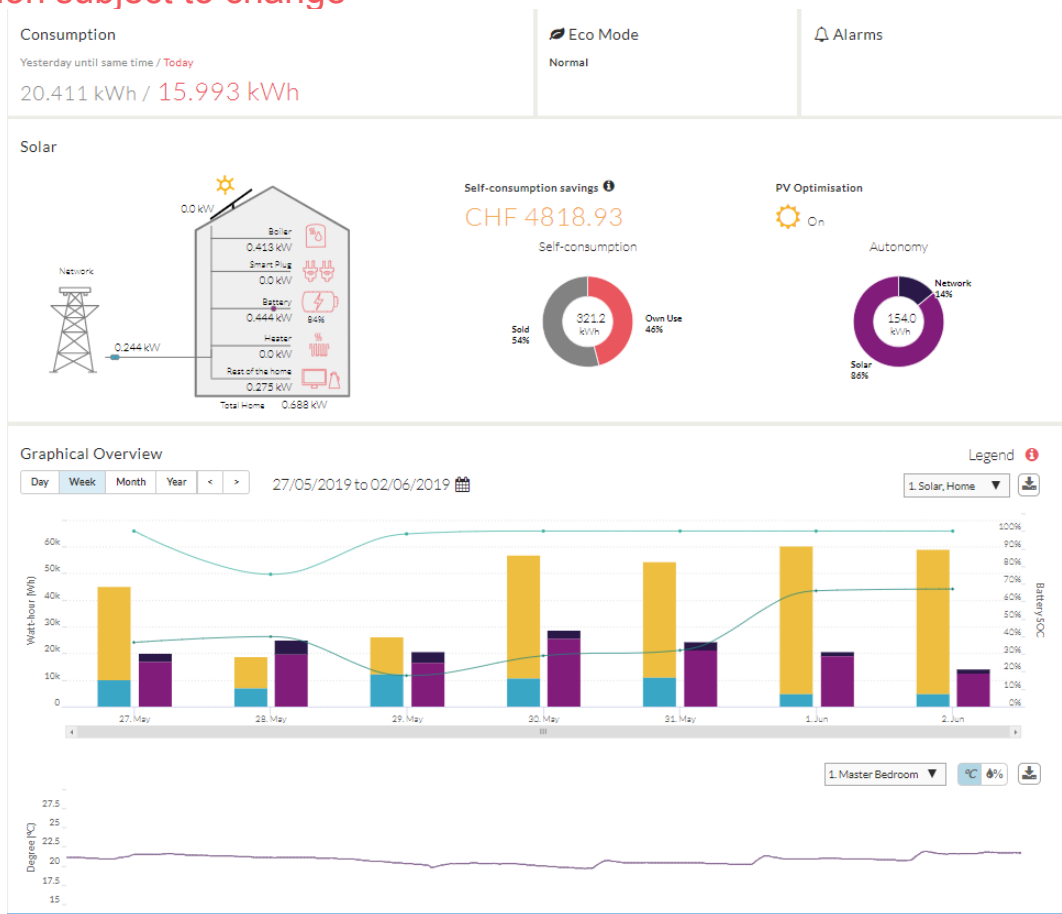 subject to change
Consumption
Yesterday until same time / Today
20.411 kWh / 15.993 kWh
Eco Mode
Normal
Alarms
Solar
0.0 kW
Boiler
0.413 kW
Smart Plug
0.0 kW
Battery
0.444 kW
84%
Heater
0.0 kW
Rest of the home
0.275 kW
Total Home 0.688 kW
Network
0.244 kW
Self-consumption savings
CHF 4818.93
Self-consumption
321.2
kWh
Own Use
46%
Sold
54%
PV Optimisation
On
Autonomy
Network
14%
154.0
kWh
Solar
86%
Graphical Overview
Legend
Day Week Month Year < >
27/05/2019 to 02/06/2019
1. Solar, Home ▼
Watt-hour (Wh)
60k
50k
40k
30k
20k
10k
0
100%
90%
80%
70%
60%
50%
40%
30%
20%
10%
0%
Battery SOC
27. May 28. May 29. May 30. May 31. May 1. Jun 2. Jun
1. Master Bedroom ▼
°C %
Degree (°C)
27.5
25
22.5
20
17.5
15